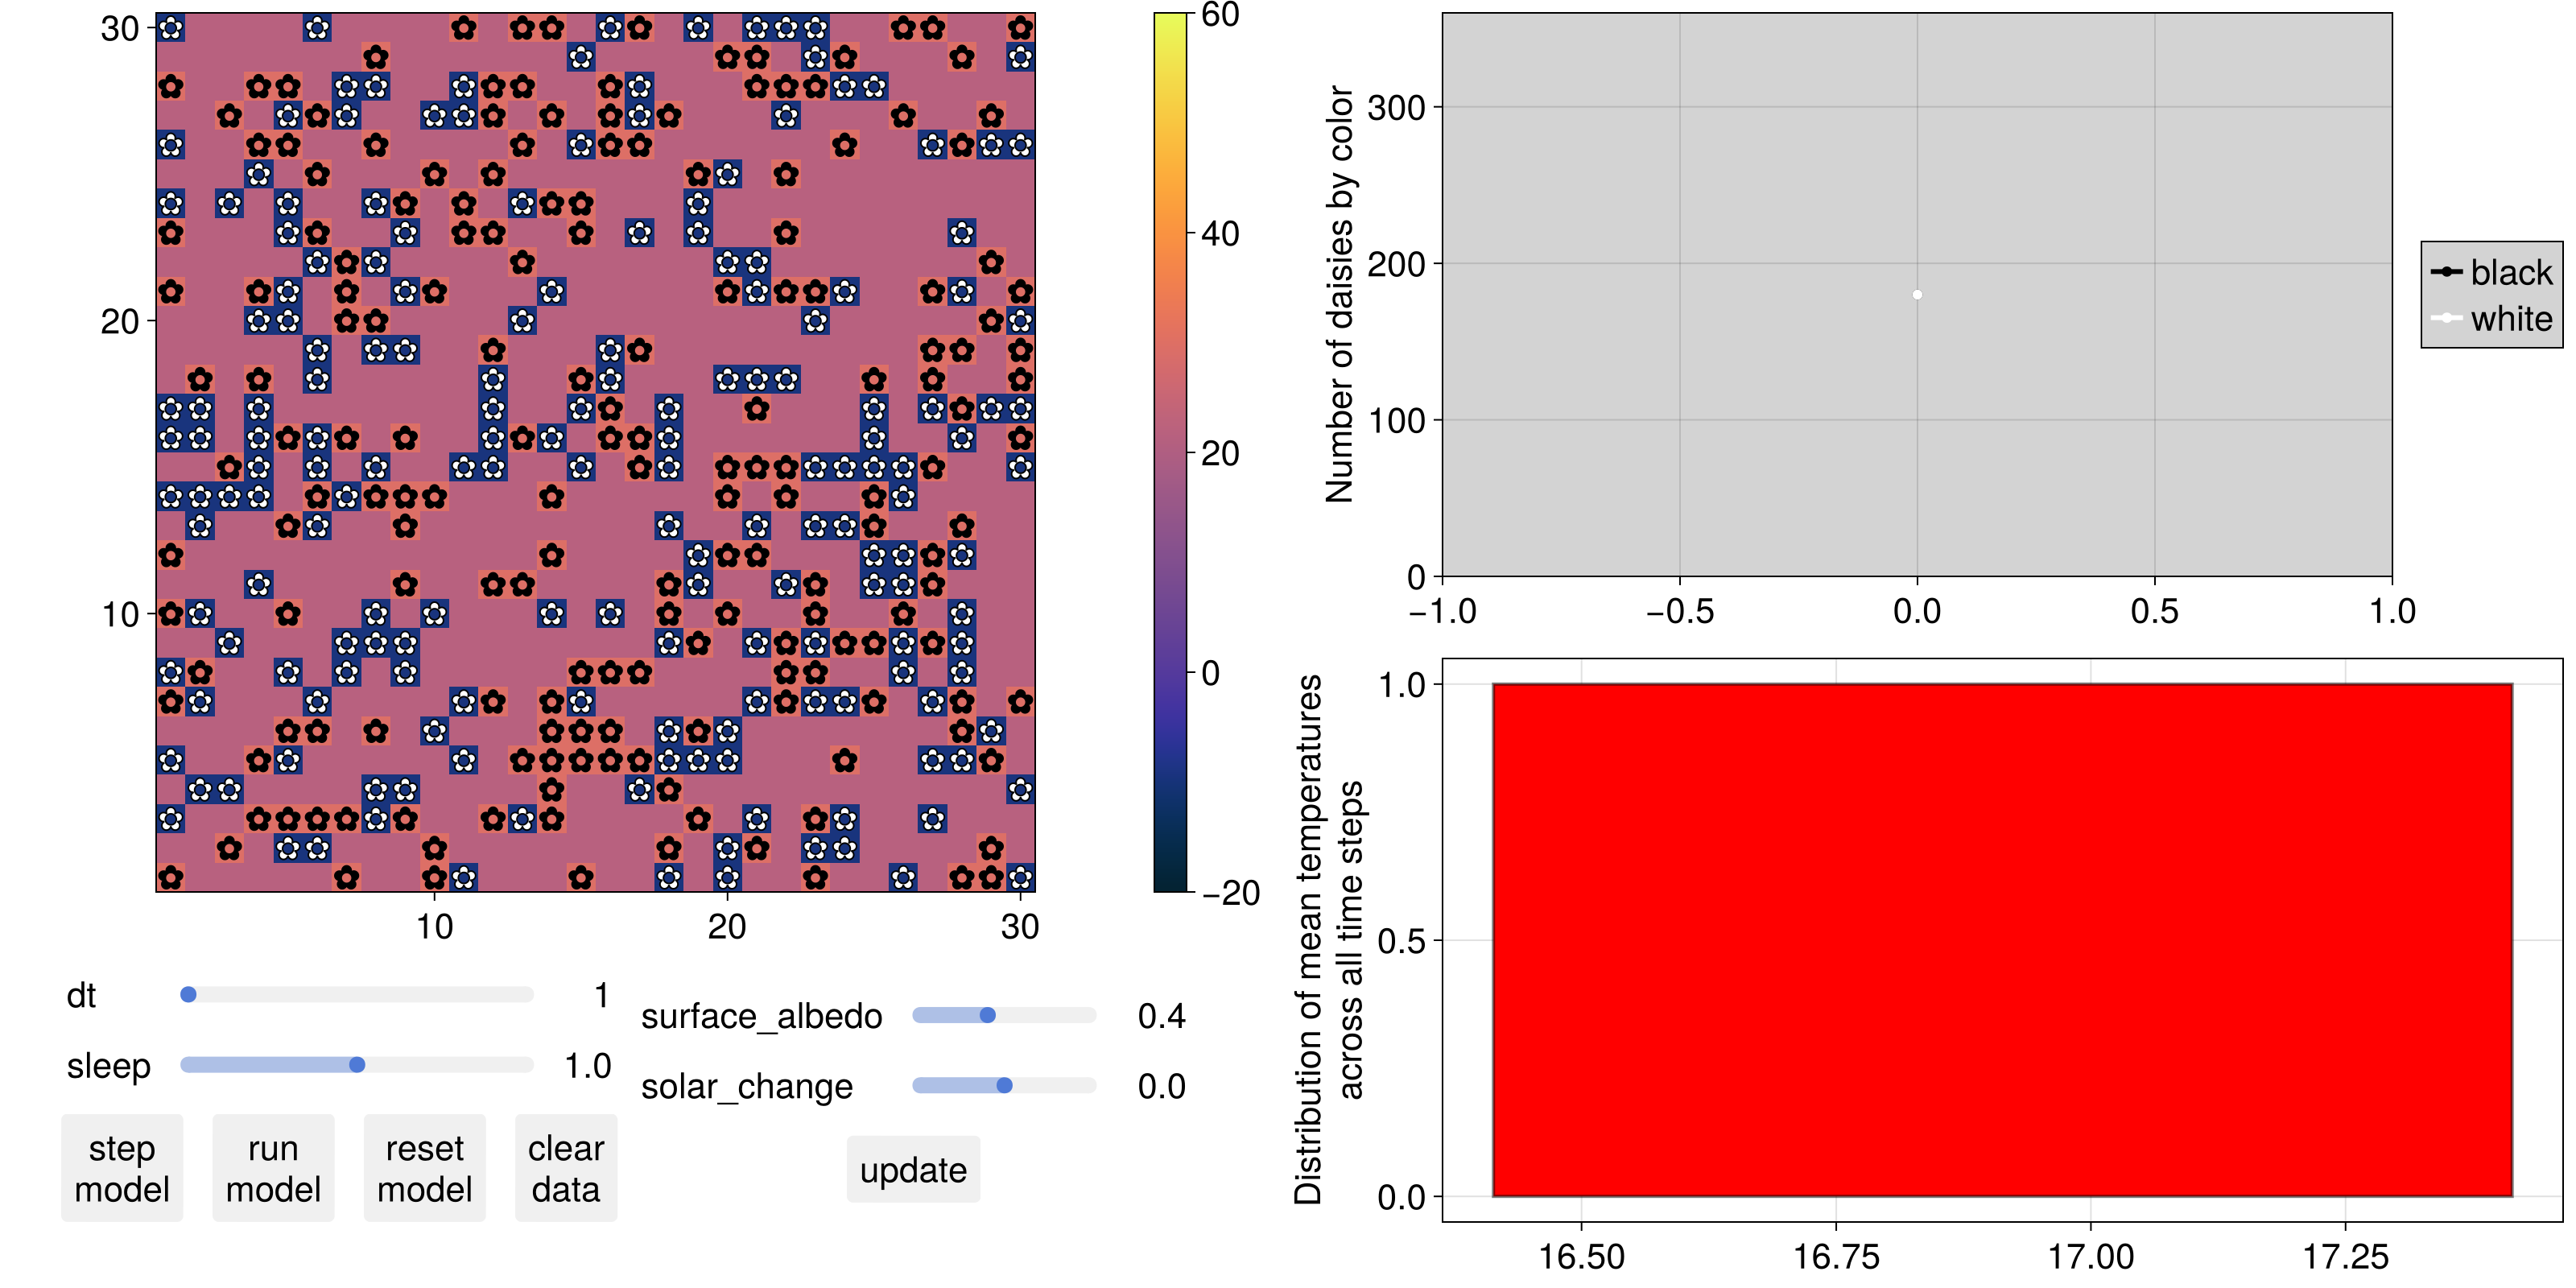 30
20
10
10
20
30
60
40
20
0
−20
Number of daisies by color
300
200
100
0
−1.0
−0.5
0.0
0.5
1.0
black
white
Distribution of mean temperatures
across all time steps
1.0
0.5
0.0
16.50
16.75
17.00
17.25
dt
1
sleep
1.0
surface_albedo
0.4
solar_change
0.0
step
model
run
model
reset
model
clear
data
update